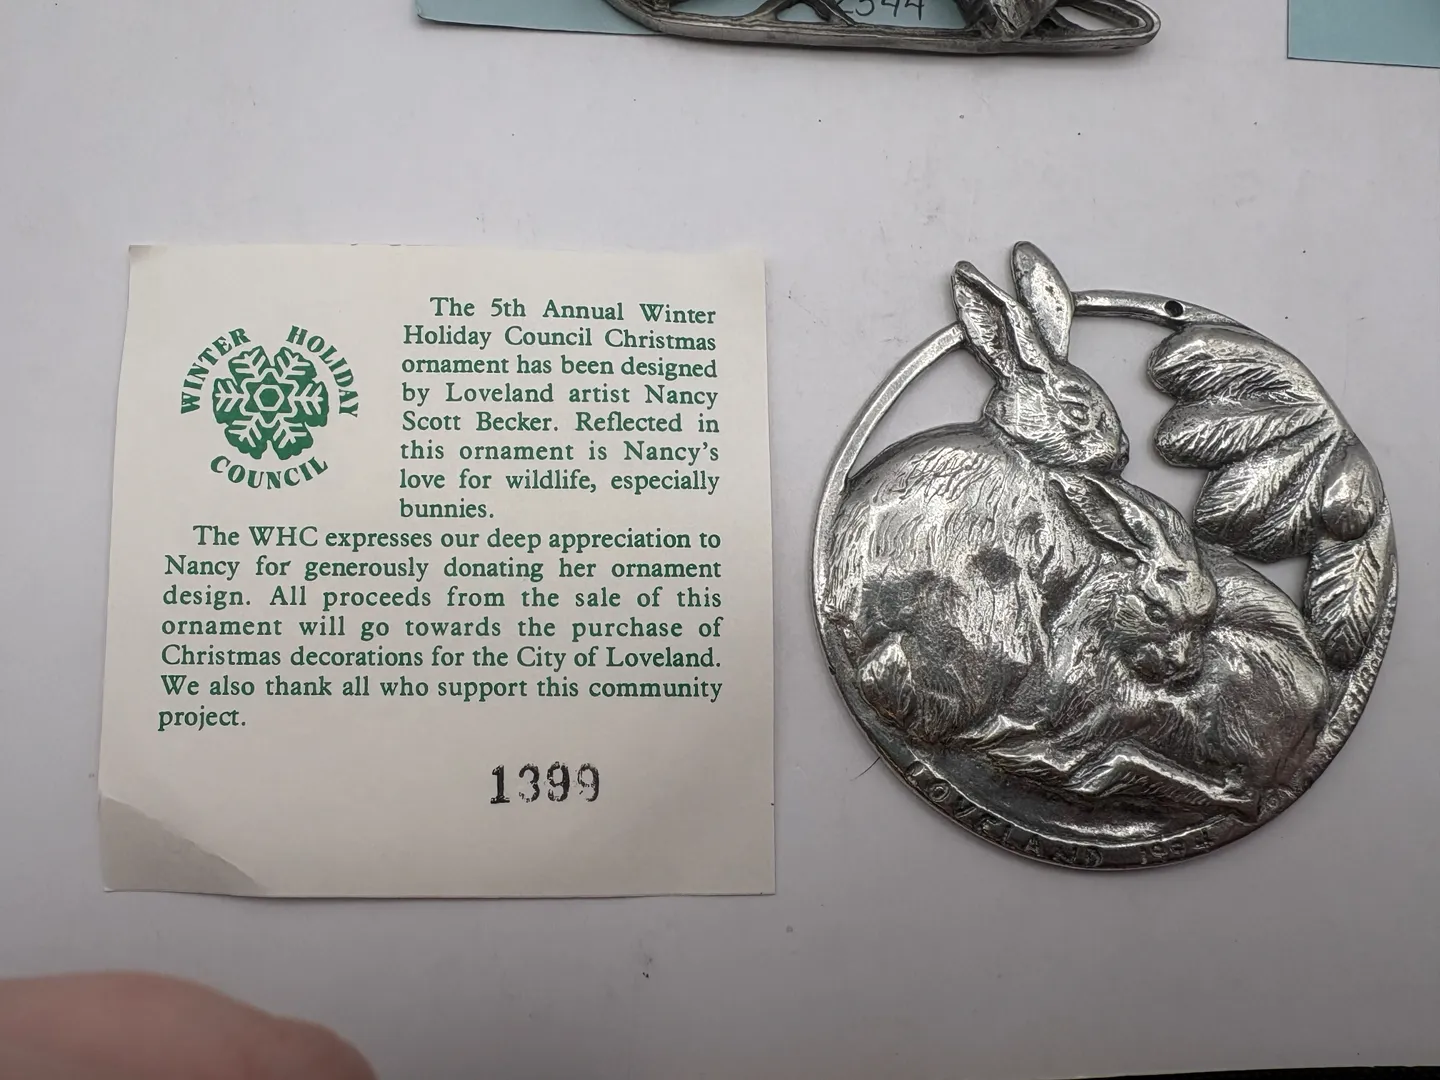 2544
WINTER HOLIDAY
COUNCIL
The 5th Annual Winter
Holiday Council Christmas
ornament has been designed
by Loveland artist Nancy
Scott Becker. Reflected in
this ornament is Nancy's
love for wildlife, especially
bunnies.
The WHC expresses our deep appreciation to
Nancy for generously donating her ornament
design. All proceeds from the sale of this
ornament will go towards the purchase of
Christmas decorations for the City of Loveland.
We also thank all who support this community
project.
1399
LOVELAND 1984